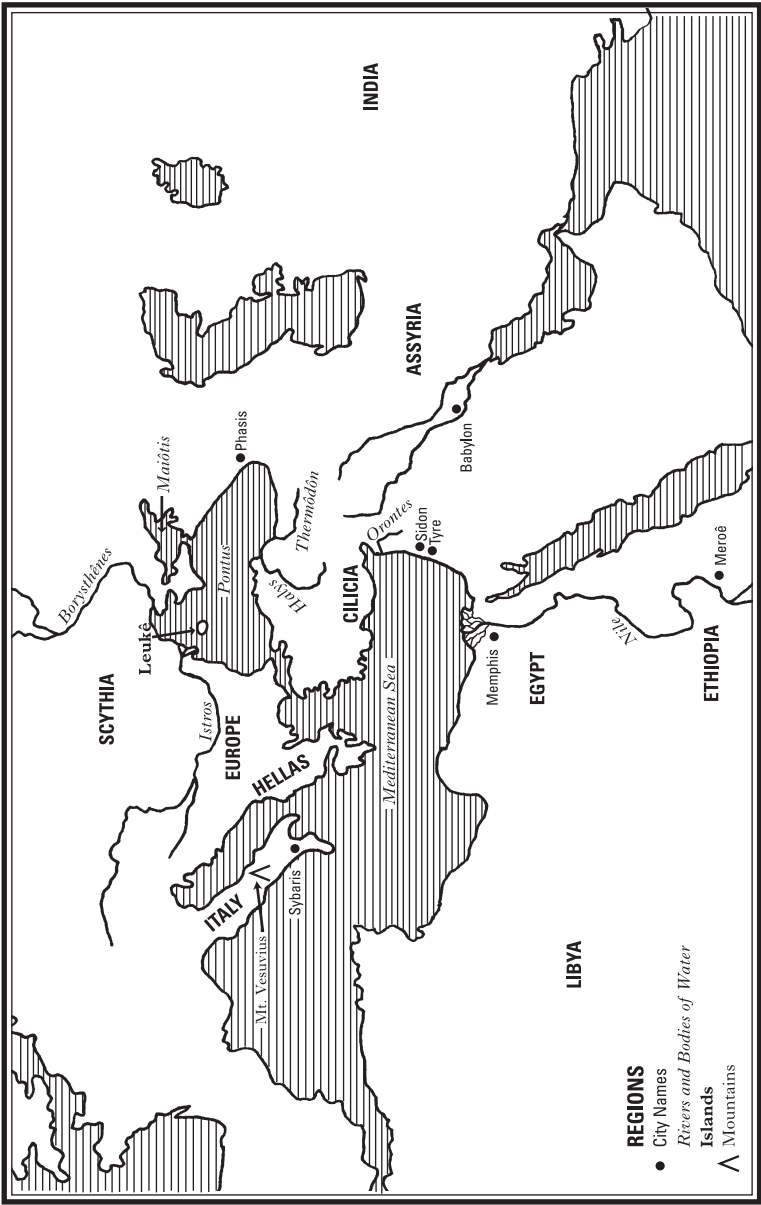 INDIA
SCYTHIA
Borysthênes
Maiôtis
Leukê
Phasis
Pontus
Istros
EUROPE
Thermôdôn
Halys
ASSYRIA
HELLAS
CILICIA
Orontes
Sidon
Tyre
Babylon
ITALY
Mt. Vesuvius
Sybaris
Mediterranean Sea
Memphis
EGYPT
Nile
Meroê
ETHIOPIA
LIBYA
REGIONS
City Names
Rivers and Bodies of Water
Islands
Mountains